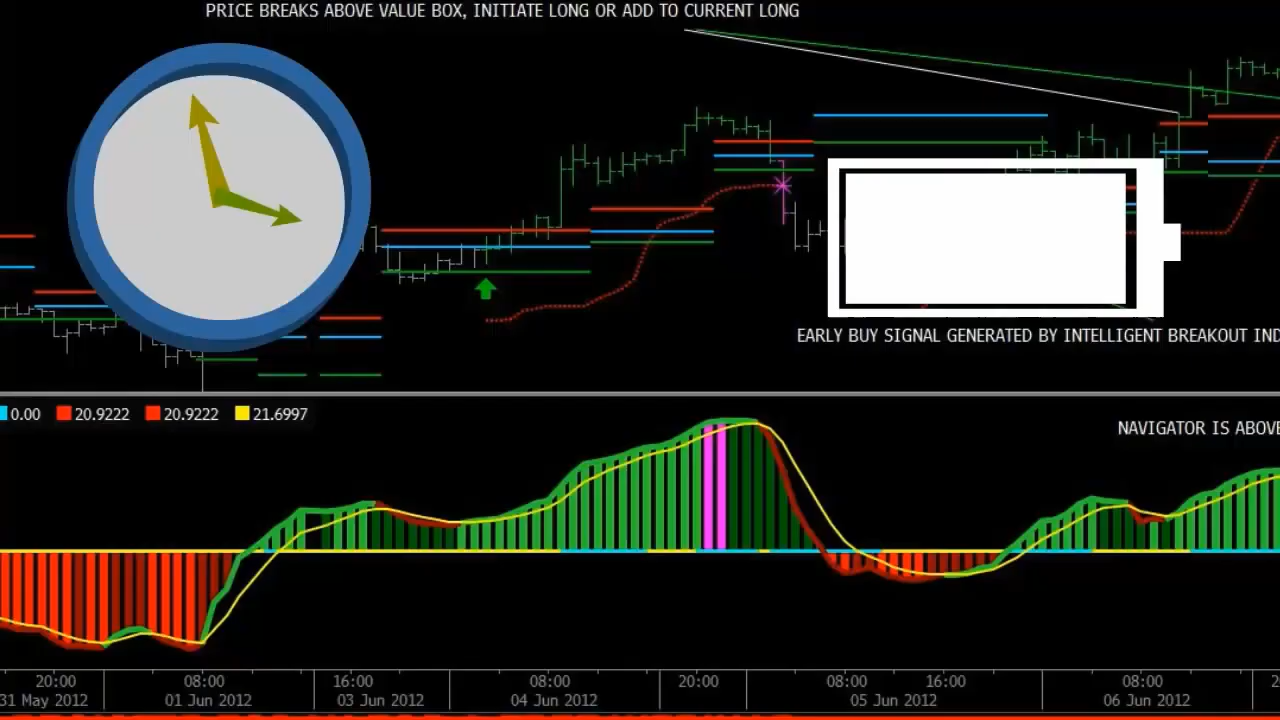 PRICE BREAKS ABOVE VALUE BOX, INITIATE LONG OR ADD TO CURRENT LONG
EARLY BUY SIGNAL GENERATED BY INTELLIGENT BREAKOUT IND
0.00 20.9222 20.9222 21.6997
NAVIGATOR IS ABOVE
20:00 08:00 16:00 08:00 20:00 08:00 16:00 08:00 2
31 May 2012 01 Jun 2012 03 Jun 2012 04 Jun 2012 05 Jun 2012 06 Jun 2012